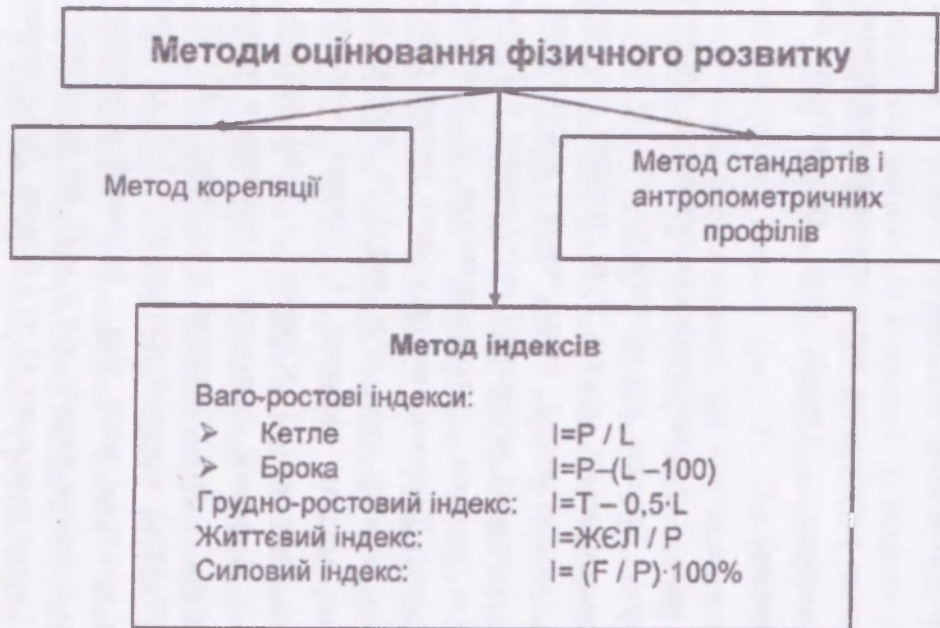 Методи оцінювання фізичного розвитку
Метод кореляції
Метод стандартів і
антропометричних
профілів
Метод індексів
Ваго-ростові індекси:
➢ Кетле I=P / L
➢ Брока I=P–(L –100)
Грудно-ростовий індекс: I=T – 0,5·L
Життєвий індекс: I=ЖЄЛ / P
Силовий індекс: I= (F / P)·100%